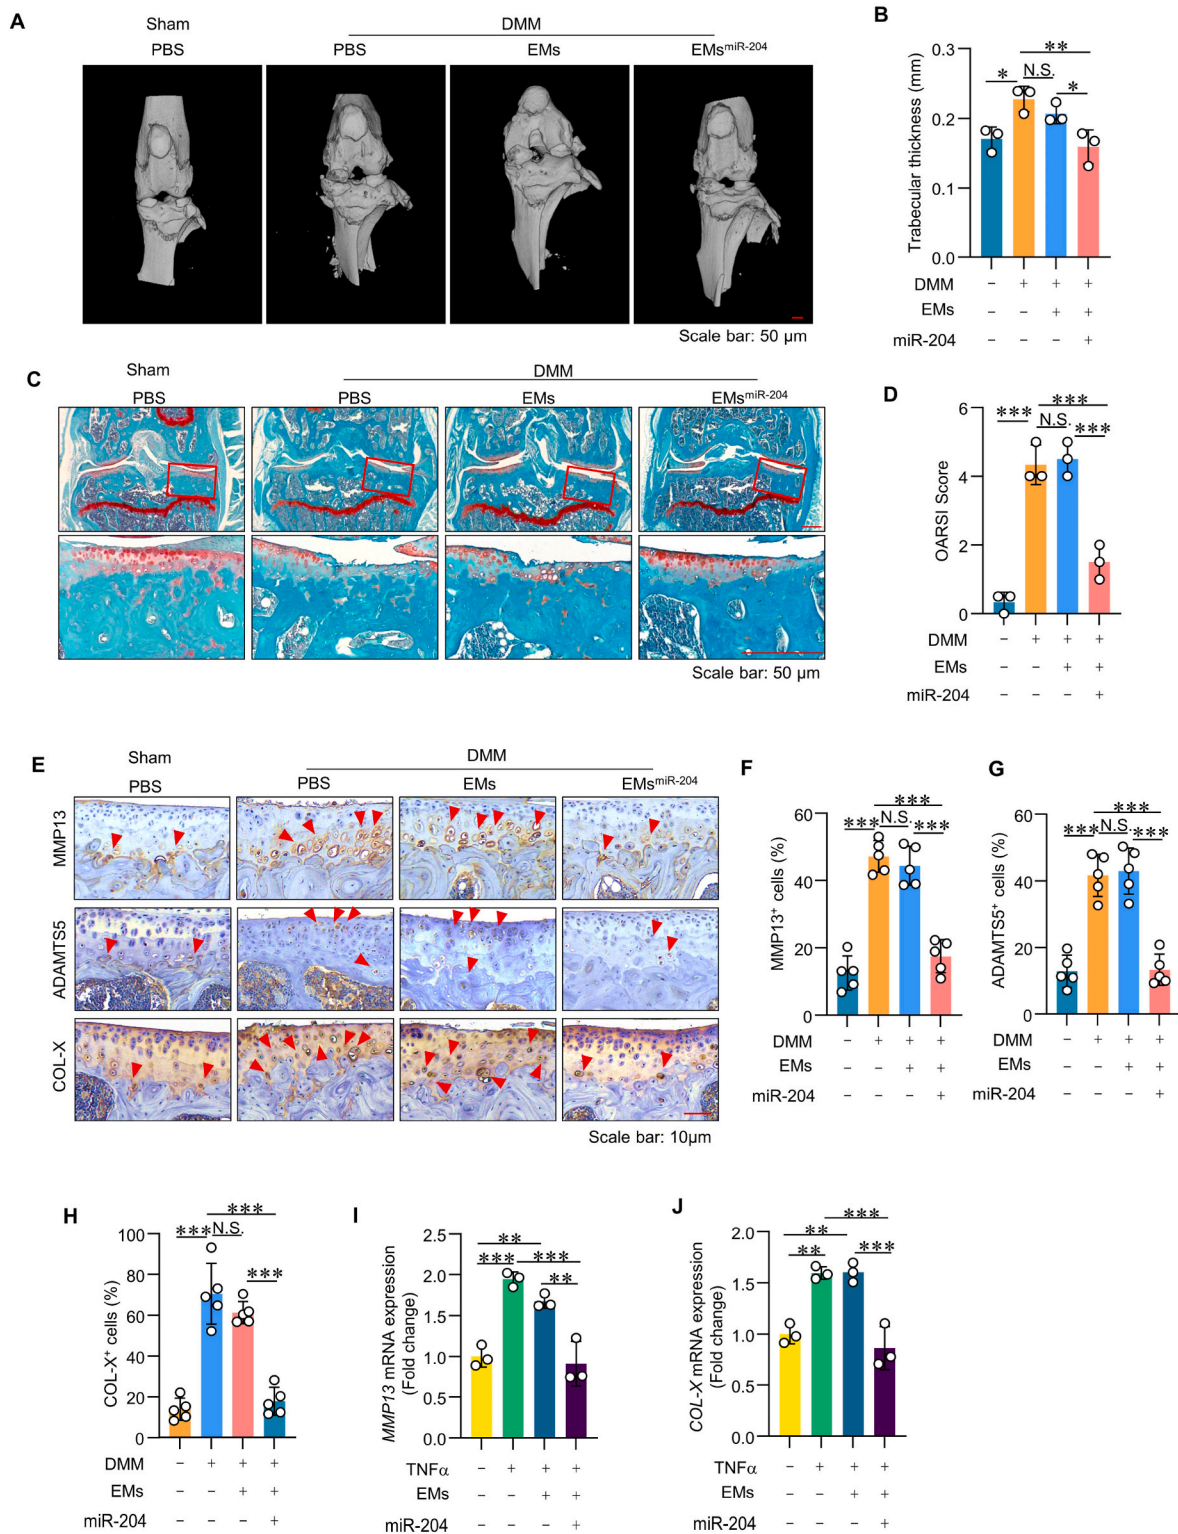 A
Sham
DMM
PBS
PBS
EMs
EMs^miR-204
Scale bar: 50 µm
B
Trabecular thickness (mm)
0.3
0.2
0.1
0.0
*
N.S.
**
*
DMM – + + +
EMs – – + +
miR-204 – – – +
C
Sham
DMM
PBS
PBS
EMs
EMs^miR-204
Scale bar: 50 µm
D
OARSI Score
6
4
2
0
***
N.S.
***
***
DMM – + + +
EMs – – + +
miR-204 – – – +
E
Sham
DMM
PBS
PBS
EMs
EMs^miR-204
MMP13
ADAMTS5
COL-X
Scale bar: 10µm
F
MMP13⁺ cells (%)
60
40
20
0
***
N.S.
***
***
DMM – + + +
EMs – – + +
miR-204 – – – +
G
ADAMTS5⁺ cells (%)
60
40
20
0
***
N.S.
***
***
DMM – + + +
EMs – – + +
miR-204 – – – +
H
COL-X⁺ cells (%)
100
80
60
40
20
0
***
N.S.
***
***
DMM – + + +
EMs – – + +
miR-204 – – – +
I
MMP13 mRNA expression
(Fold change)
2.5
2.0
1.5
1.0
0.5
0.0
**
***
***
**
TNFα – + + +
EMs – – + +
miR-204 – – – +
J
COL-X mRNA expression
(Fold change)
2.0
1.5
1.0
0.5
0.0
***
**
**
***
TNFα – + + +
EMs – – + +
miR-204 – – – +